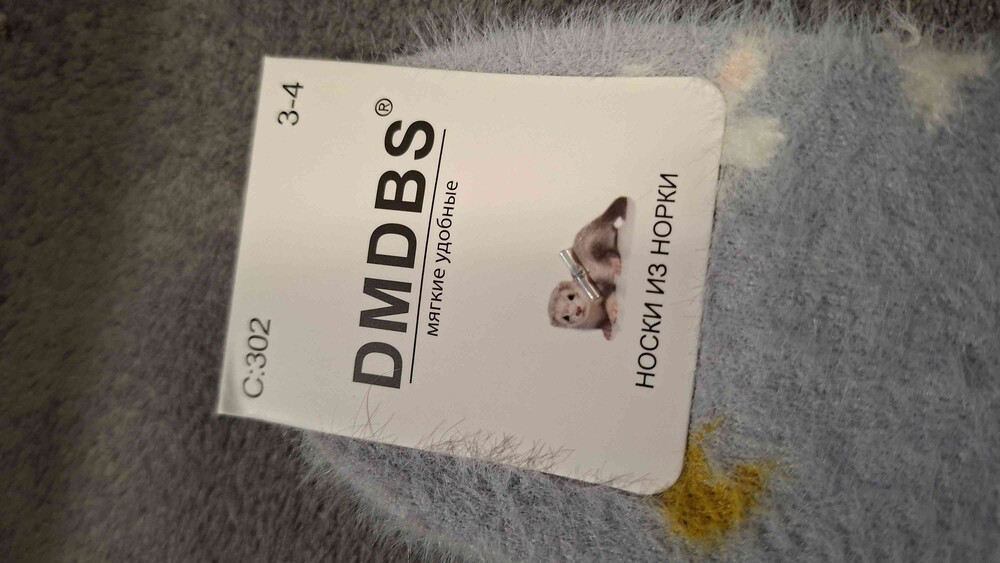 C:302 3-4
DMDBS®
мягкие удобные
НОСКИ ИЗ НОРКИ